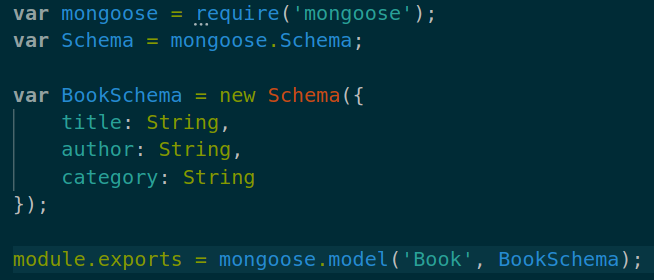 var mongoose = require('mongoose');
var Schema = mongoose.Schema;
var BookSchema = new Schema({
    title: String,
    author: String,
    category: String
});
module.exports = mongoose.model('Book', BookSchema);